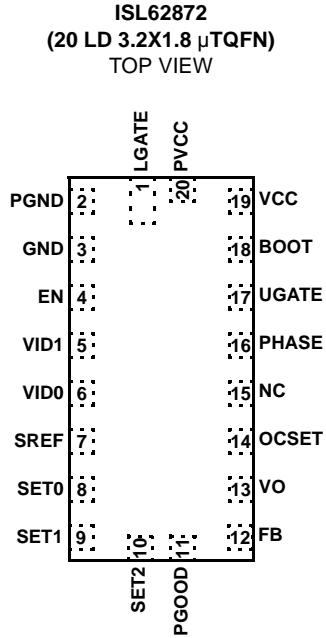 ISL62872
(20 LD 3.2X1.8 µTQFN)
TOP VIEW
LGATE
PVCC
1
20
PGND 2
19 VCC
GND 3
18 BOOT
EN 4
17 UGATE
VID1 5
16 PHASE
VID0 6
15 NC
SREF 7
14 OCSET
SET0 8
13 VO
SET1 9
12 FB
10
11
SET2
PGOOD